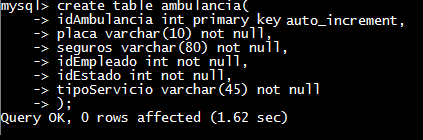 mysql> create table ambulancia(
    -> idAmbulancia int primary key auto_increment,
    -> placa varchar(10) not null,
    -> seguros varchar(80) not null,
    -> idEmpleado int not null,
    -> idEstado int not null,
    -> tipoServicio varchar(45) not null
    -> );
Query OK, 0 rows affected (1.62 sec)